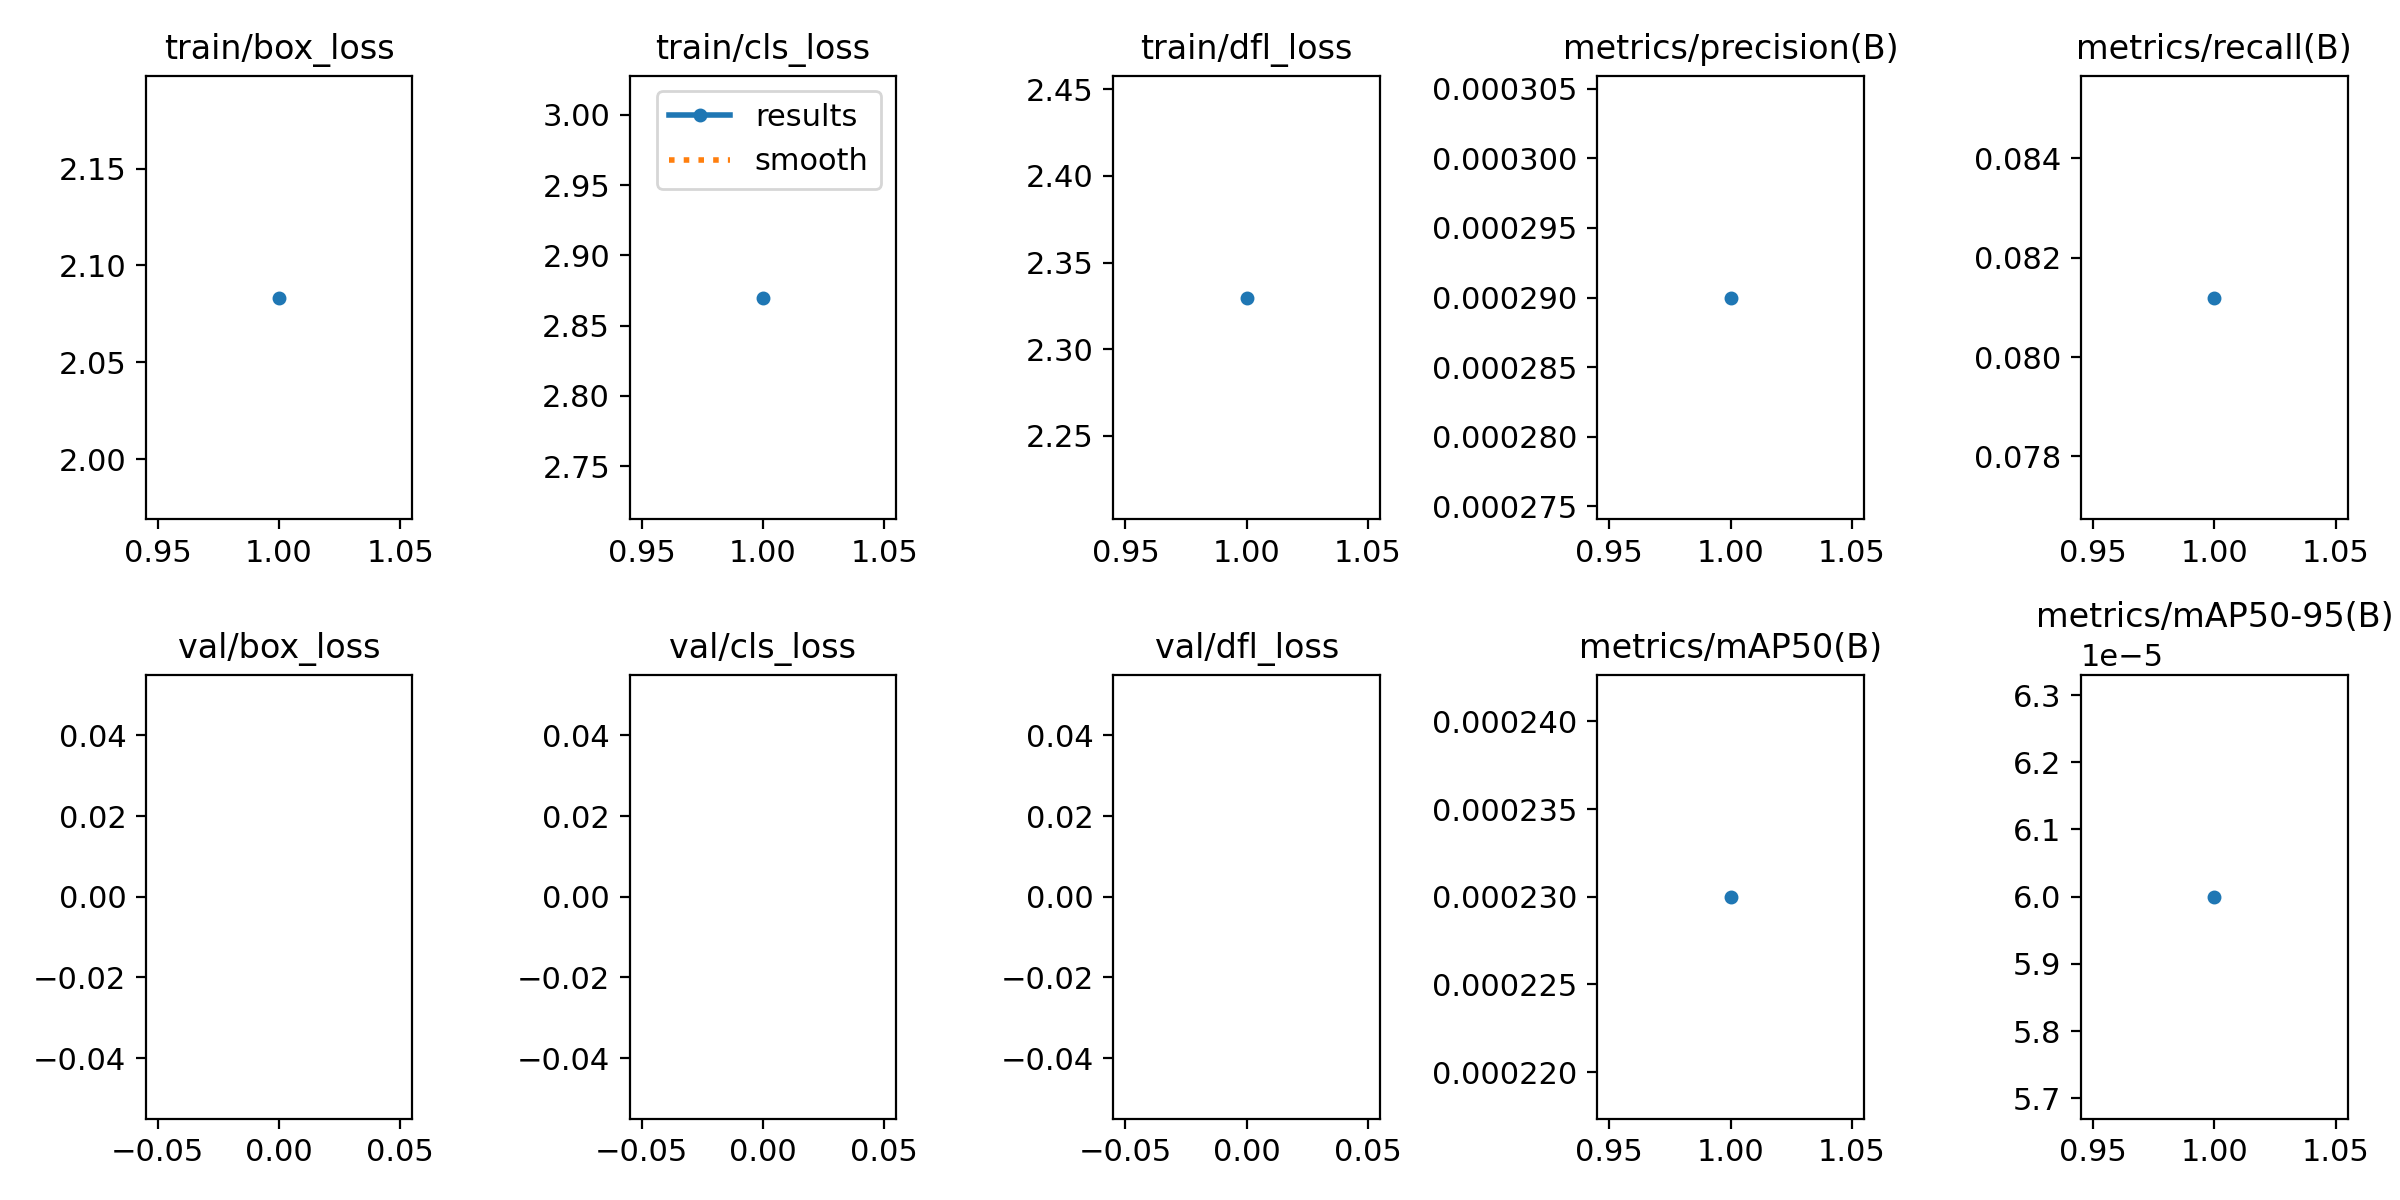 train/box_loss
train/cls_loss
train/dfl_loss
metrics/precision(B)
metrics/recall(B)
2.15
2.10
2.05
2.00
0.95 1.00 1.05
results
smooth
3.00
2.95
2.90
2.85
2.80
2.75
0.95 1.00 1.05
2.45
2.40
2.35
2.30
2.25
0.95 1.00 1.05
0.000305
0.000300
0.000295
0.000290
0.000285
0.000280
0.000275
0.95 1.00 1.05
0.084
0.082
0.080
0.078
0.95 1.00 1.05
val/box_loss
val/cls_loss
val/dfl_loss
metrics/mAP50(B)
metrics/mAP50-95(B)
0.04
0.02
0.00
−0.02
−0.04
−0.05 0.00 0.05
0.04
0.02
0.00
−0.02
−0.04
−0.05 0.00 0.05
0.04
0.02
0.00
−0.02
−0.04
−0.05 0.00 0.05
0.000240
0.000235
0.000230
0.000225
0.000220
0.95 1.00 1.05
1e−5
6.3
6.2
6.1
6.0
5.9
5.8
5.7
0.95 1.00 1.05